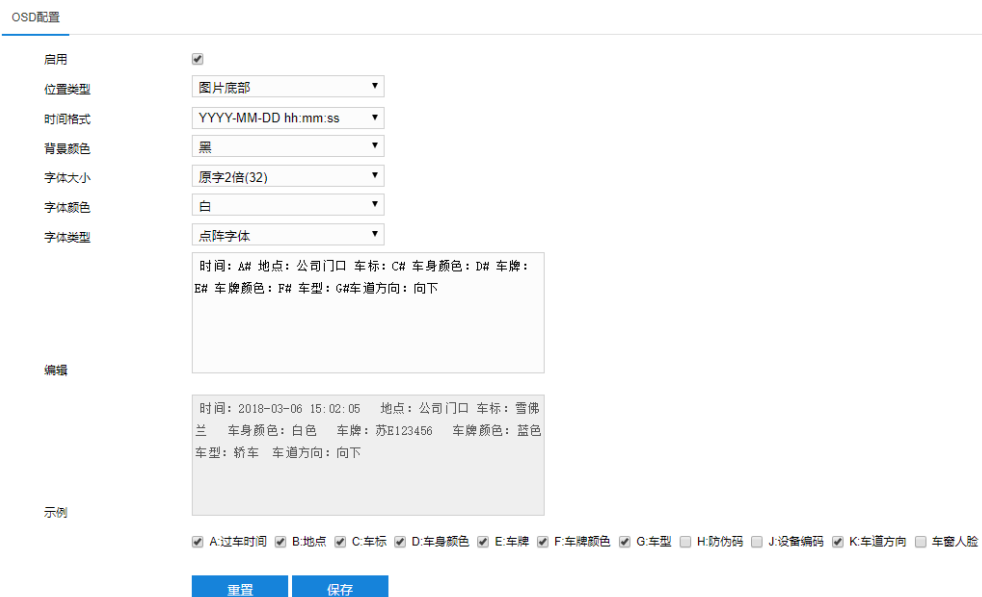 OSD配置
启用
位置类型 图片底部
时间格式 YYYY-MM-DD hh:mm:ss
背景颜色 黑
字体大小 原字2倍(32)
字体颜色 白
字体类型 点阵字体
时间：A# 地点：公司门口 车标：C# 车身颜色：D# 车牌：
E# 车牌颜色：F# 车型：G#车道方向：向下
编辑
时间：2018-03-06 15:02:05 地点：公司门口 车标：雪佛
兰 车身颜色：白色 车牌：苏E123456 车牌颜色：蓝色
车型：轿车 车道方向：向下
示例
A:过车时间 B:地点 C:车标 D:车身颜色 E:车牌 F:车牌颜色 G:车型 H:防伪码 J:设备编码 K:车道方向 车窗人脸
重置 保存